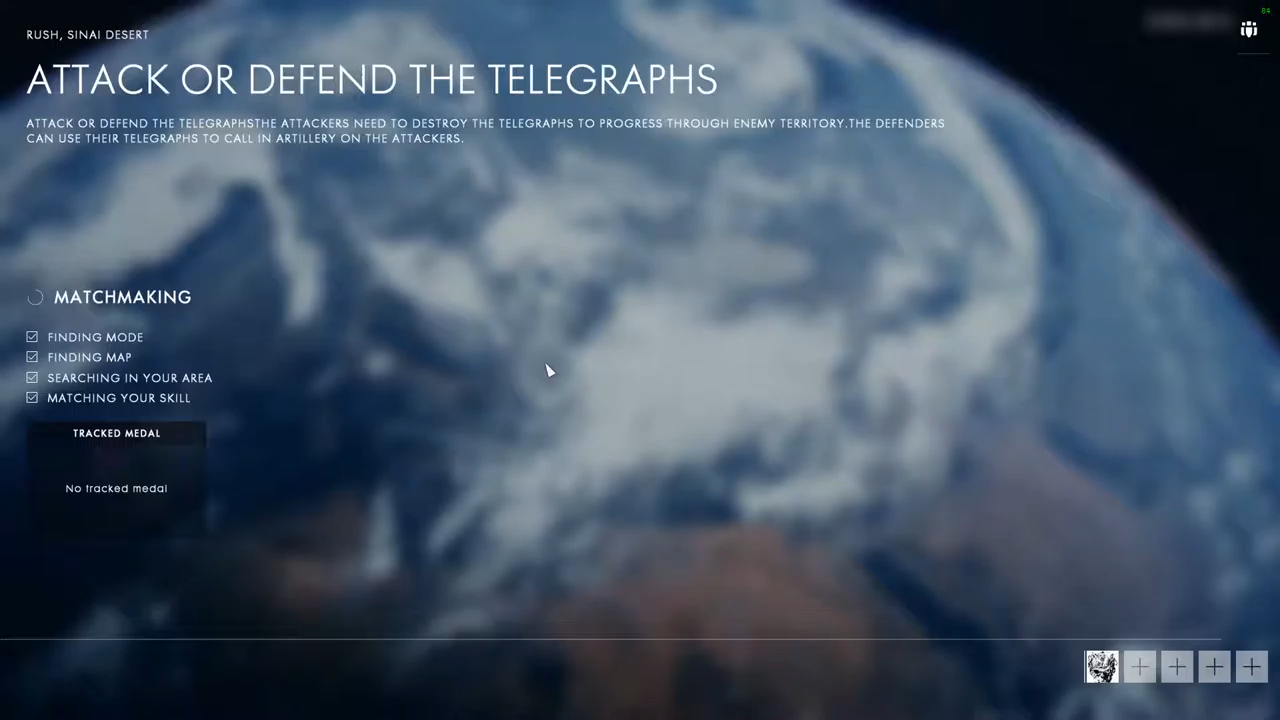 84
RUSH, SINAI DESERT
ATTACK OR DEFEND THE TELEGRAPHS
ATTACK OR DEFEND THE TELEGRAPHSTHE ATTACKERS NEED TO DESTROY THE TELEGRAPHS TO PROGRESS THROUGH ENEMY TERRITORY.THE DEFENDERS
CAN USE THEIR TELEGRAPHS TO CALL IN ARTILLERY ON THE ATTACKERS.
MATCHMAKING
FINDING MODE
FINDING MAP
SEARCHING IN YOUR AREA
MATCHING YOUR SKILL
TRACKED MEDAL
No tracked medal